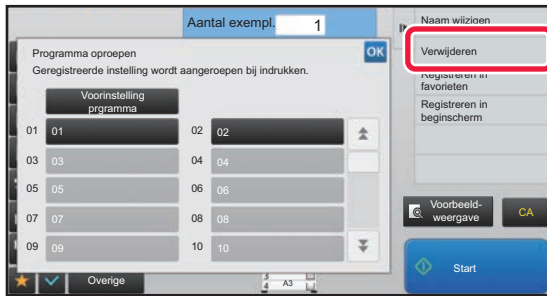 Aantal exempl. 1
Naam wijzigen
Programma oproepen
OK
Verwijderen
Geregistreerde instelling wordt aangeroepen bij indrukken.
Registreren in
favorieten
Voorinstelling
prgramma
Registreren in
beginscherm
01 01 02 02
03 03 04 04
05 05 06 06
07 07 08 08
09 09 10 10
Voorbeeld-
weergave
CA
Start
Overige
A3